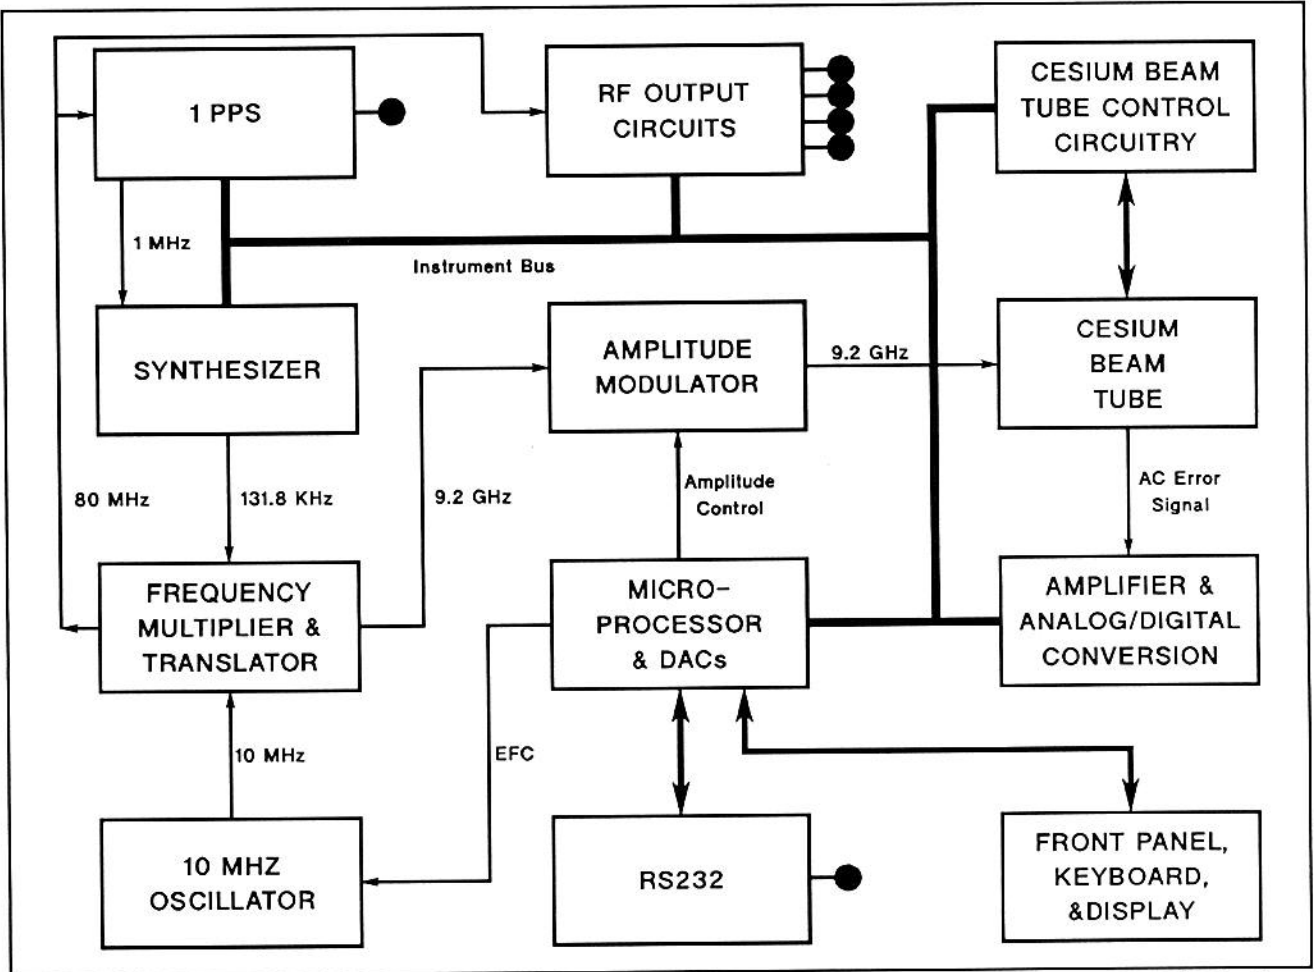 1 PPS
RF OUTPUT
CIRCUITS
CESIUM BEAM
TUBE CONTROL
CIRCUITRY
1 MHz
Instrument Bus
SYNTHESIZER
AMPLITUDE
MODULATOR
9.2 GHz
CESIUM
BEAM
TUBE
80 MHz
131.8 KHz
9.2 GHz
Amplitude
Control
AC Error
Signal
FREQUENCY
MULTIPLIER &
TRANSLATOR
MICRO-
PROCESSOR
& DACs
AMPLIFIER &
ANALOG/DIGITAL
CONVERSION
10 MHz
EFC
10 MHZ
OSCILLATOR
RS232
FRONT PANEL,
KEYBOARD,
&DISPLAY